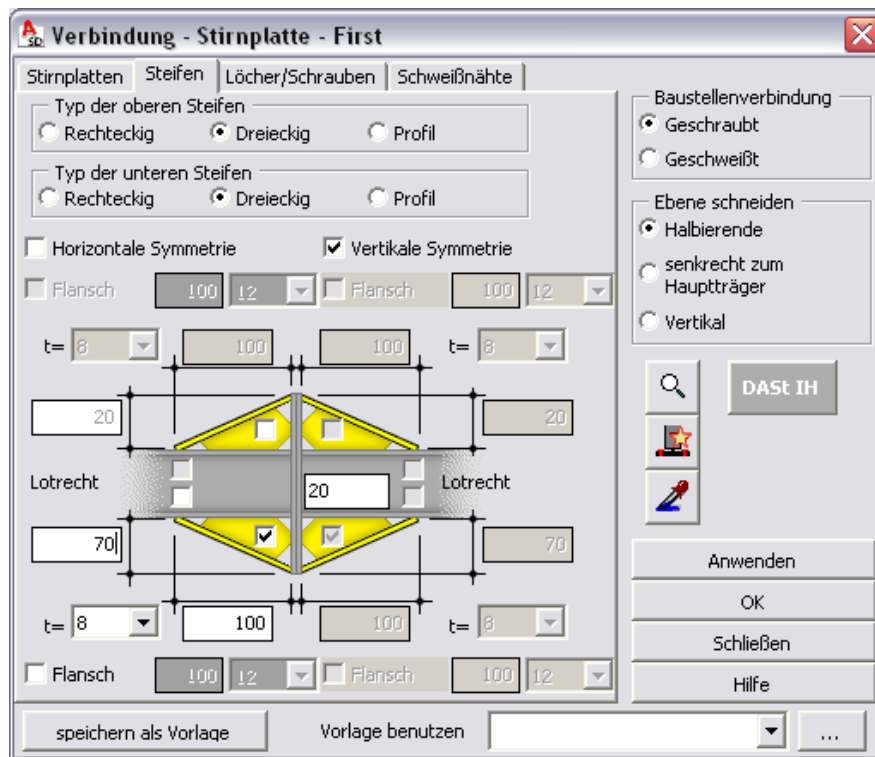 Verbindung - Stirnplatte - First
Stirnplatten Steifen Löcher/Schrauben Schweißnähte
Typ der oberen Steifen
Rechteckig Dreieckig Profil
Typ der unteren Steifen
Rechteckig Dreieckig Profil
Horizontale Symmetrie Vertikale Symmetrie
Flansch 100 12 Flansch 100 12
t= 8 100 100 t= 8
20 20
Lotrecht 20 Lotrecht
70 70
t= 8 100 100 t= 8
Flansch 100 12 Flansch 100 12
Baustellenverbindung
Geschraubt
Geschweißt
Ebene schneiden
Halbierende
senkrecht zum
Hauptträger
Vertikal
DASt IH
Anwenden
OK
Schließen
Hilfe
speichern als Vorlage Vorlage benutzen ...